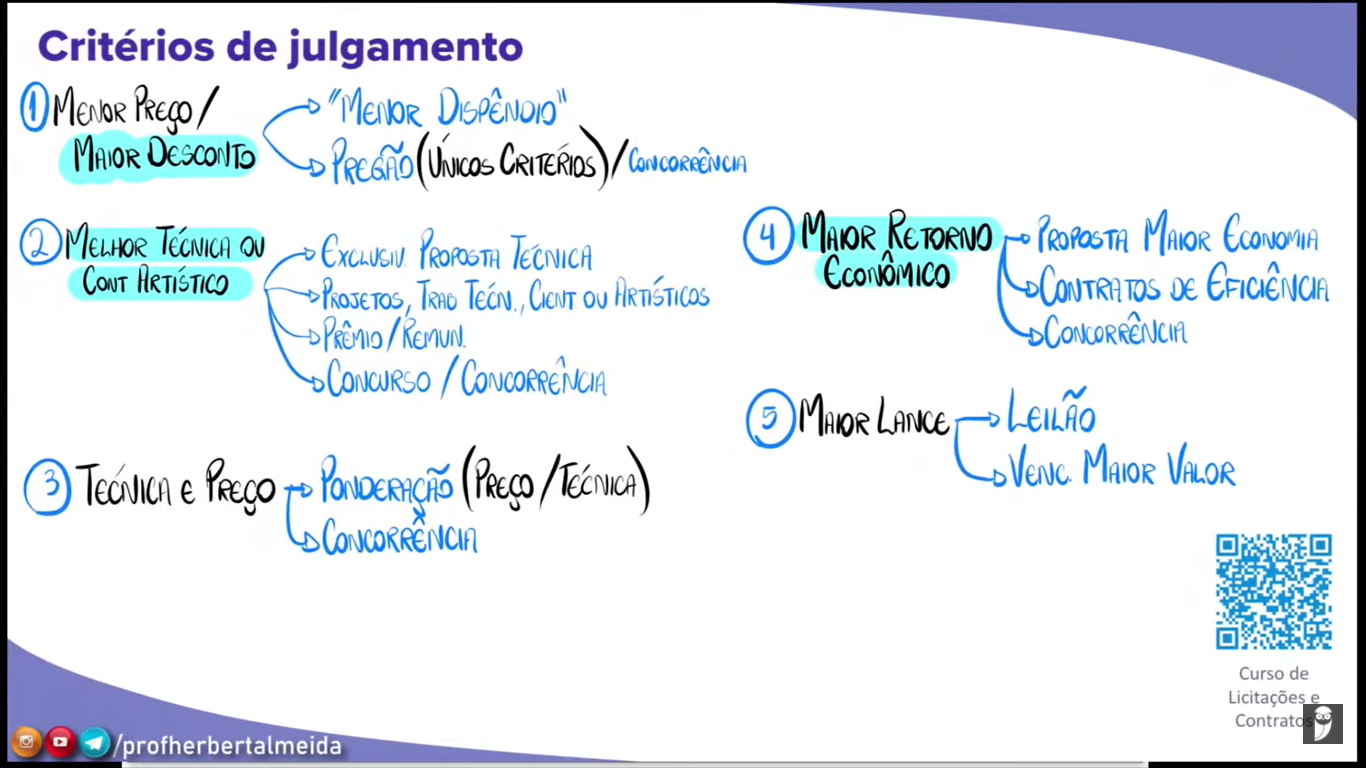 Critérios de julgamento
① MENOR PREÇO /
MAIOR DESCONTO
"MENOR DISPÊNDIO"
PREGÃO (ÚNICOS CRITÉRIOS) / CONCORRÊNCIA
② MELHOR TÉCNICA OU
CONT ARTÍSTICO
EXCLUSIV. PROPOSTA TÉCNICA
PROJETOS, TRAB TÉCN., CIENT OU ARTÍSTICOS
PRÊMIO / REMUN.
CONCURSO / CONCORRÊNCIA
③ TÉCNICA E PREÇO
PONDERAÇÃO (PREÇO / TÉCNICA)
CONCORRÊNCIA
④ MAIOR RETORNO
ECONÔMICO
PROPOSTA MAIOR ECONOMIA
CONTRATOS DE EFICIÊNCIA
CONCORRÊNCIA
⑤ MAIOR LANCE
LEILÃO
VENC. MAIOR VALOR
Curso de
Licitações e
Contratos
/profherbertalmeida